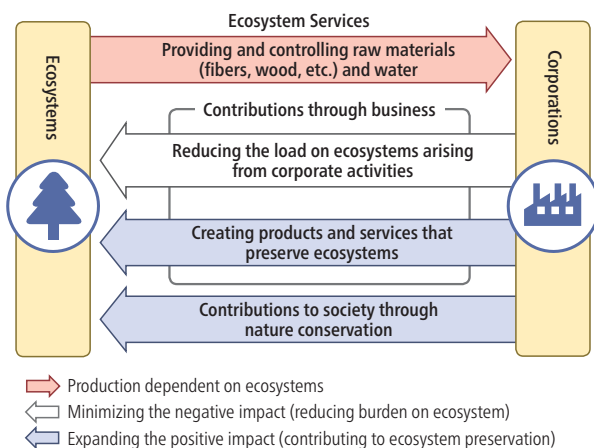 Ecosystem Services
Ecosystems
Providing and controlling raw materials
(fibers, wood, etc.) and water
Corporations
Contributions through business
Reducing the load on ecosystems arising
from corporate activities
Creating products and services that
preserve ecosystems
Contributions to society through
nature conservation
Production dependent on ecosystems
Minimizing the negative impact (reducing burden on ecosystem)
Expanding the positive impact (contributing to ecosystem preservation)